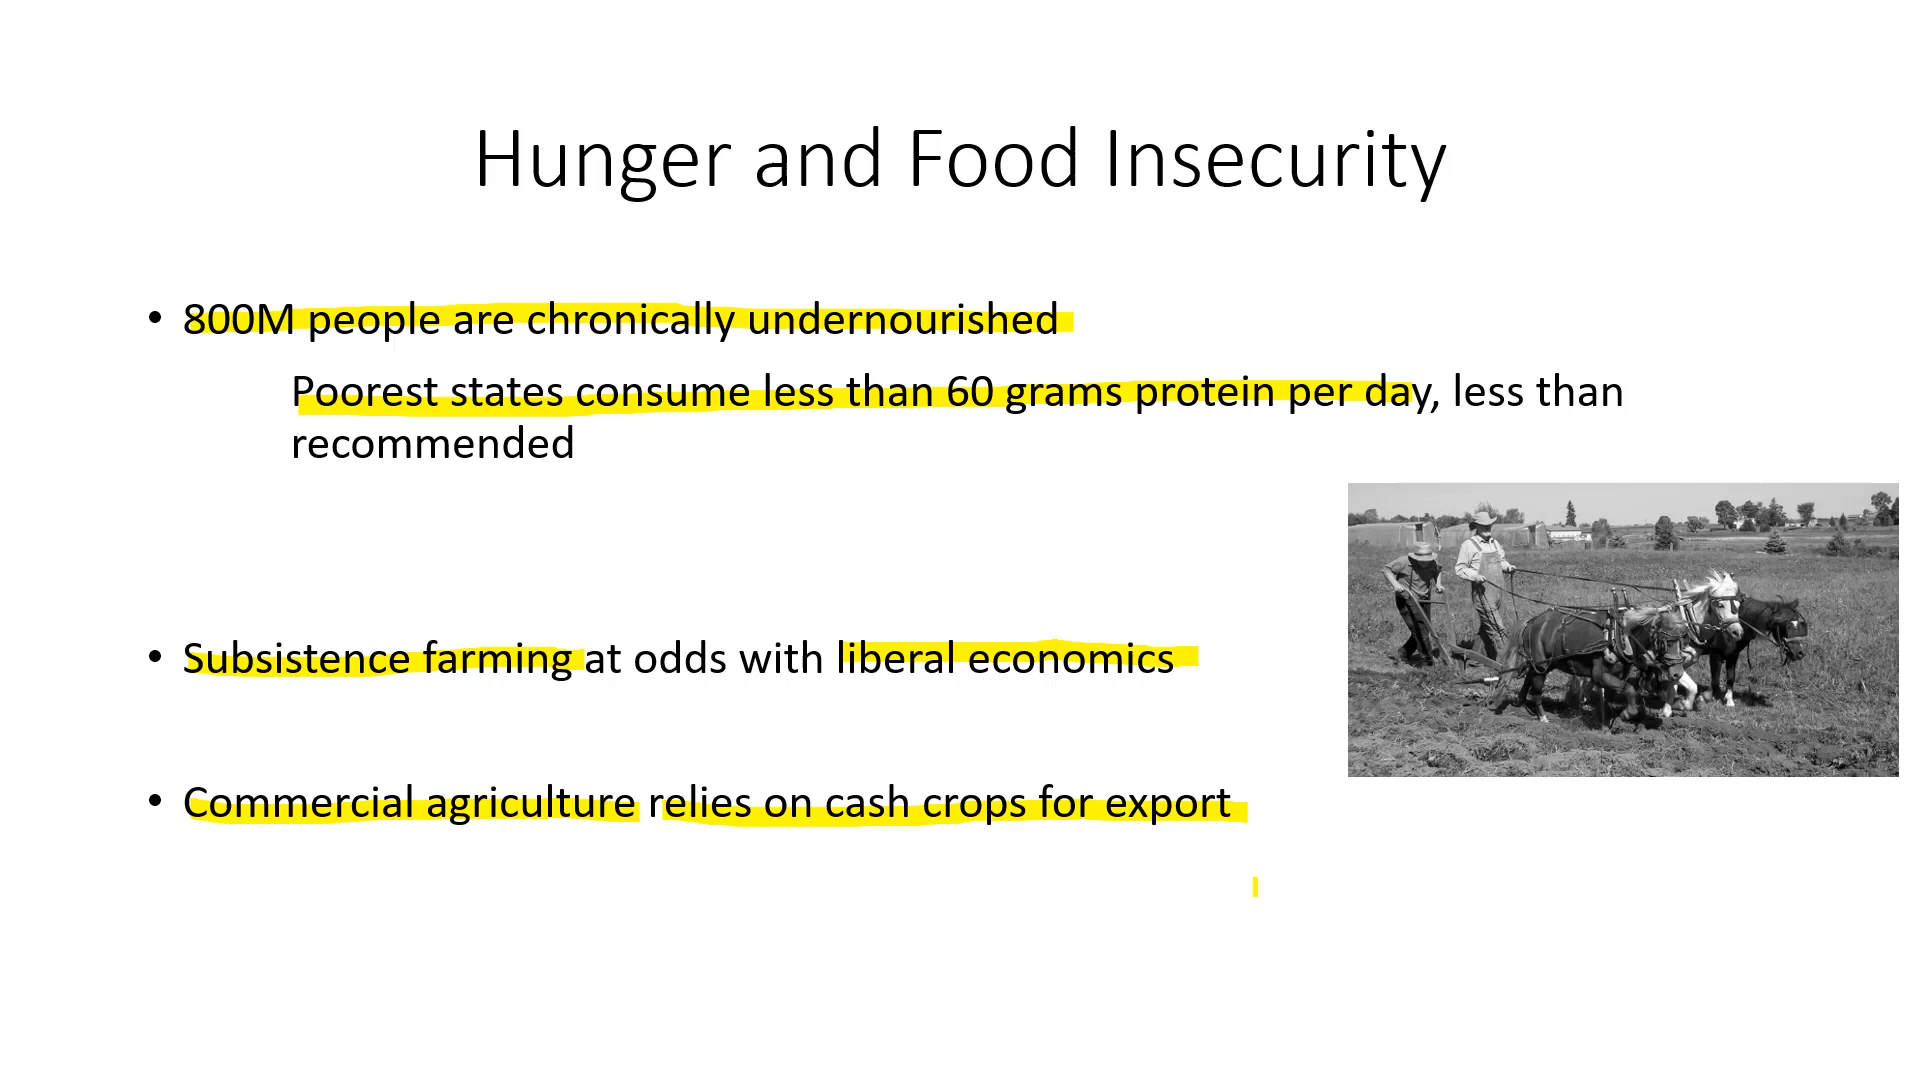 Hunger and Food Insecurity
• 800M people are chronically undernourished
Poorest states consume less than 60 grams protein per day, less than
recommended
• Subsistence farming at odds with liberal economics
• Commercial agriculture relies on cash crops for export